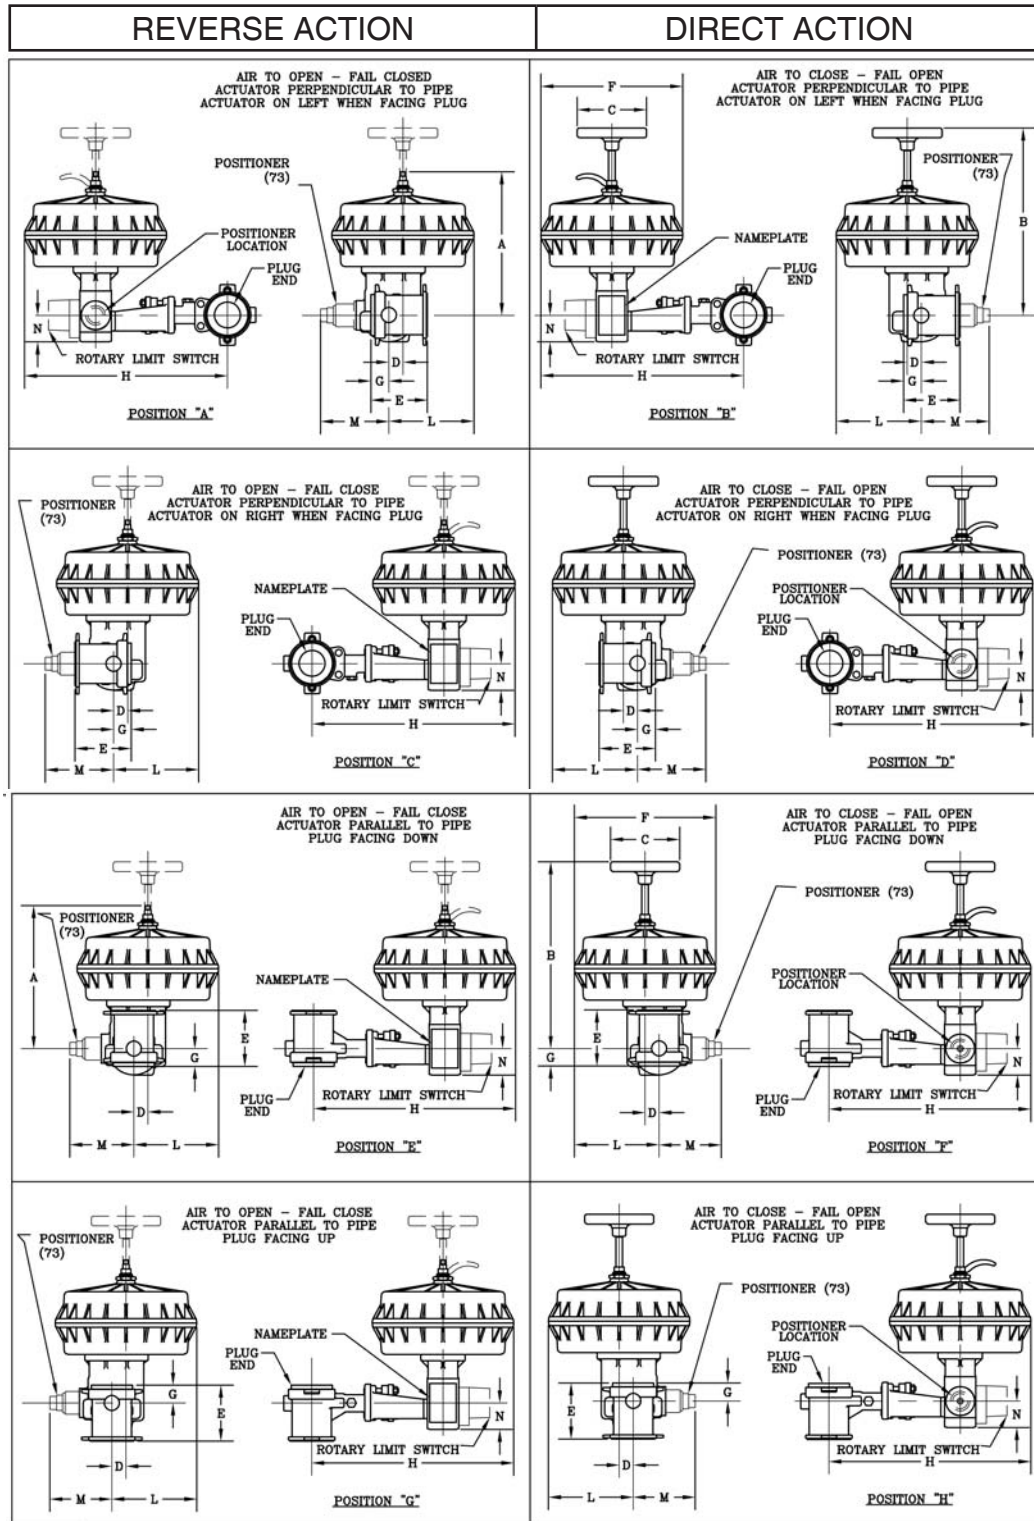 REVERSE ACTION
DIRECT ACTION
AIR TO OPEN – FAIL CLOSED
ACTUATOR PERPENDICULAR TO PIPE
ACTUATOR ON LEFT WHEN FACING PLUG
POSITIONER
(73)
A
POSITIONER
LOCATION
PLUG
END
N
ROTARY LIMIT SWITCH
H
D
G
E
M
L
POSITION "A"
AIR TO CLOSE – FAIL OPEN
ACTUATOR PERPENDICULAR TO PIPE
ACTUATOR ON LEFT WHEN FACING PLUG
F
C
POSITIONER
(73)
B
NAMEPLATE
PLUG
END
N
ROTARY LIMIT SWITCH
H
D
G
E
L
M
POSITION "B"
AIR TO OPEN – FAIL CLOSE
ACTUATOR PERPENDICULAR TO PIPE
ACTUATOR ON RIGHT WHEN FACING PLUG
POSITIONER
(73)
NAMEPLATE
PLUG
END
N
ROTARY LIMIT SWITCH
D
G
E
H
M
L
POSITION "C"
AIR TO CLOSE – FAIL OPEN
ACTUATOR PERPENDICULAR TO PIPE
ACTUATOR ON RIGHT WHEN FACING PLUG
POSITIONER (73)
POSITIONER
LOCATION
PLUG
END
N
ROTARY LIMIT SWITCH
D
G
E
H
L
M
POSITION "D"
AIR TO OPEN – FAIL CLOSE
ACTUATOR PARALLEL TO PIPE
PLUG FACING DOWN
POSITIONER
(73)
A
NAMEPLATE
E
G
N
ROTARY LIMIT SWITCH
PLUG
END
D
H
M
L
POSITION "E"
AIR TO CLOSE – FAIL OPEN
ACTUATOR PARALLEL TO PIPE
PLUG FACING DOWN
F
C
POSITIONER (73)
B
POSITIONER
LOCATION
E
G
N
ROTARY LIMIT SWITCH
PLUG
END
D
H
L
M
POSITION "F"
AIR TO OPEN – FAIL CLOSE
ACTUATOR PARALLEL TO PIPE
PLUG FACING UP
POSITIONER
(73)
NAMEPLATE
PLUG
END
G
E
N
ROTARY LIMIT SWITCH
D
H
M
L
POSITION "G"
AIR TO CLOSE – FAIL OPEN
ACTUATOR PARALLEL TO PIPE
PLUG FACING UP
POSITIONER (73)
POSITIONER
LOCATION
PLUG
END
G
E
N
ROTARY LIMIT SWITCH
D
H
L
M
POSITION "H"